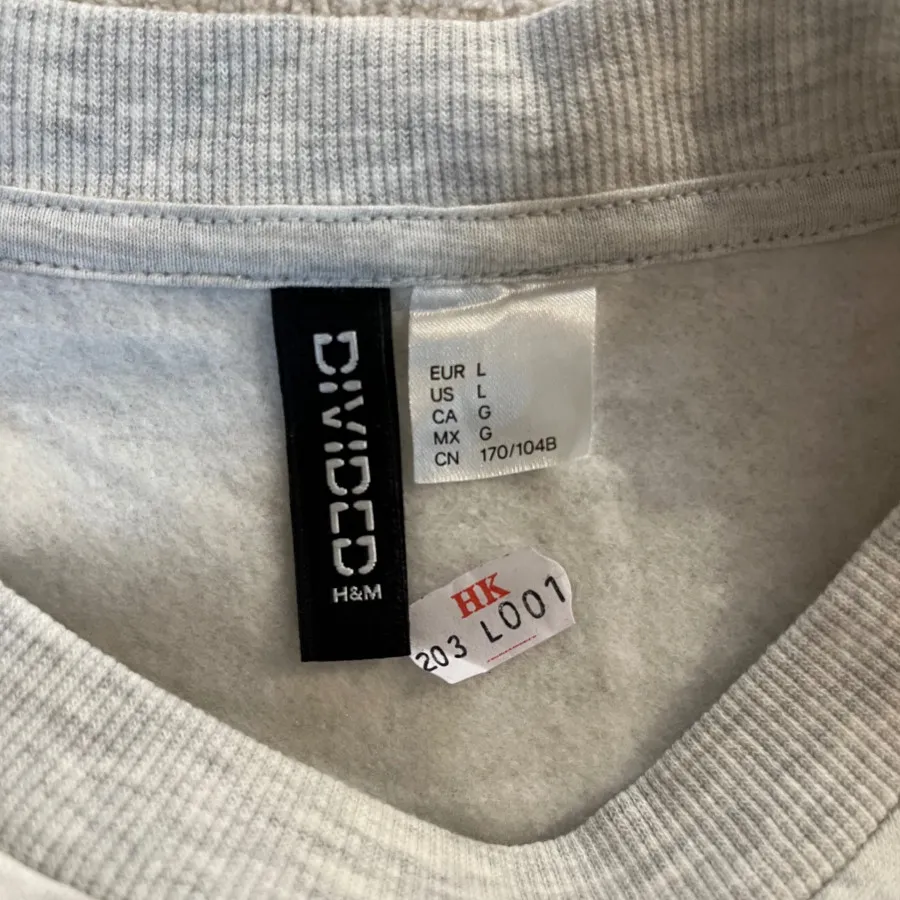 DIVIDED
H&M
EUR L
US L
CA G
MX G
CN 170/104B
HK
203 L001